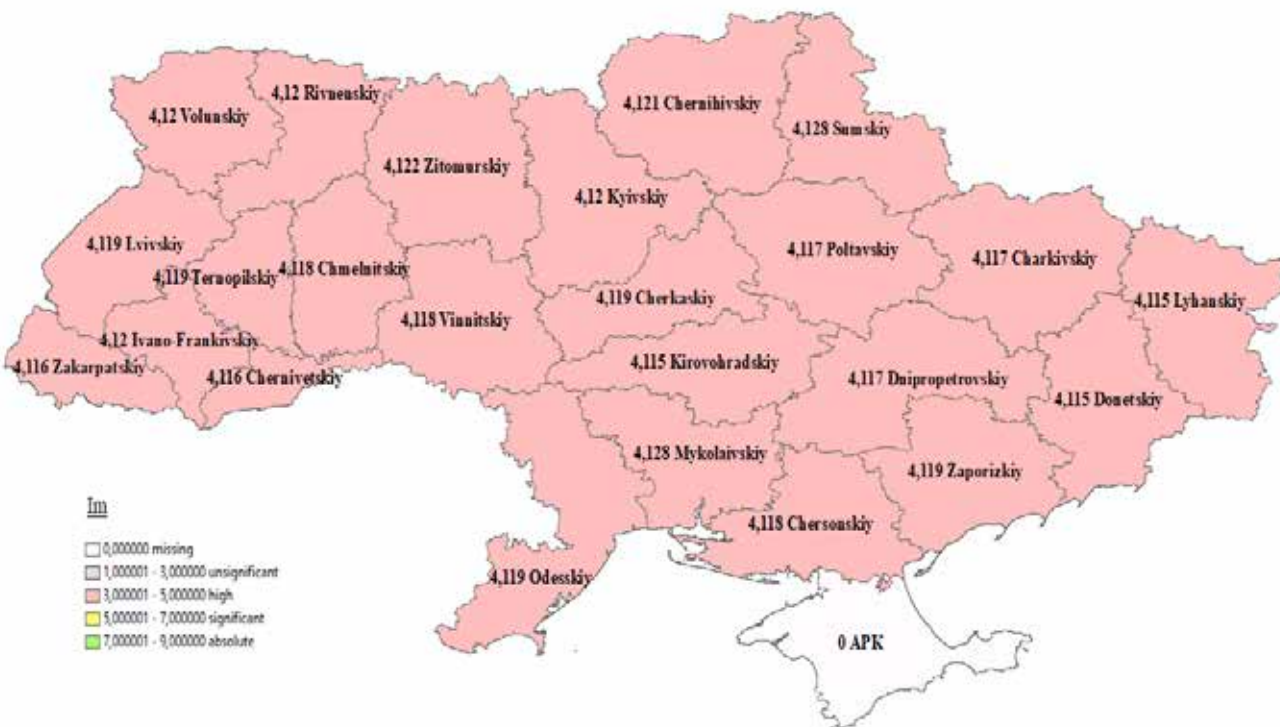 4,12 Volunskiy
4,12 Rivnenskiy
4,121 Chernihivskiy
4,128 Sumskiy
4,122 Zitomurskiy
4,12 Kyivskiy
4,119 Lvivskiy
4,119 Ternopilskiy
4,118 Chmelnitskiy
4,117 Poltavskiy
4,117 Charkivskiy
4,115 Lyhanskiy
4,119 Cherkaskiy
4,118 Vinnitskiy
4,12 Ivano-Frankivskiy
4,116 Zakarpatskiy
4,116 Chernivetskiy
4,115 Kirovohradskiy
4,117 Dnipropetrovskiy
4,115 Donetskiy
4,128 Mykolaivskiy
4,119 Zaporizkiy
4,118 Chersonskiy
4,119 Odesskiy
0 APK
Im
0,000000 missing
1,000001 - 3,000000 unsignificant
3,000001 - 5,000000 high
5,000001 - 7,000000 significant
7,000001 - 9,000000 absolute